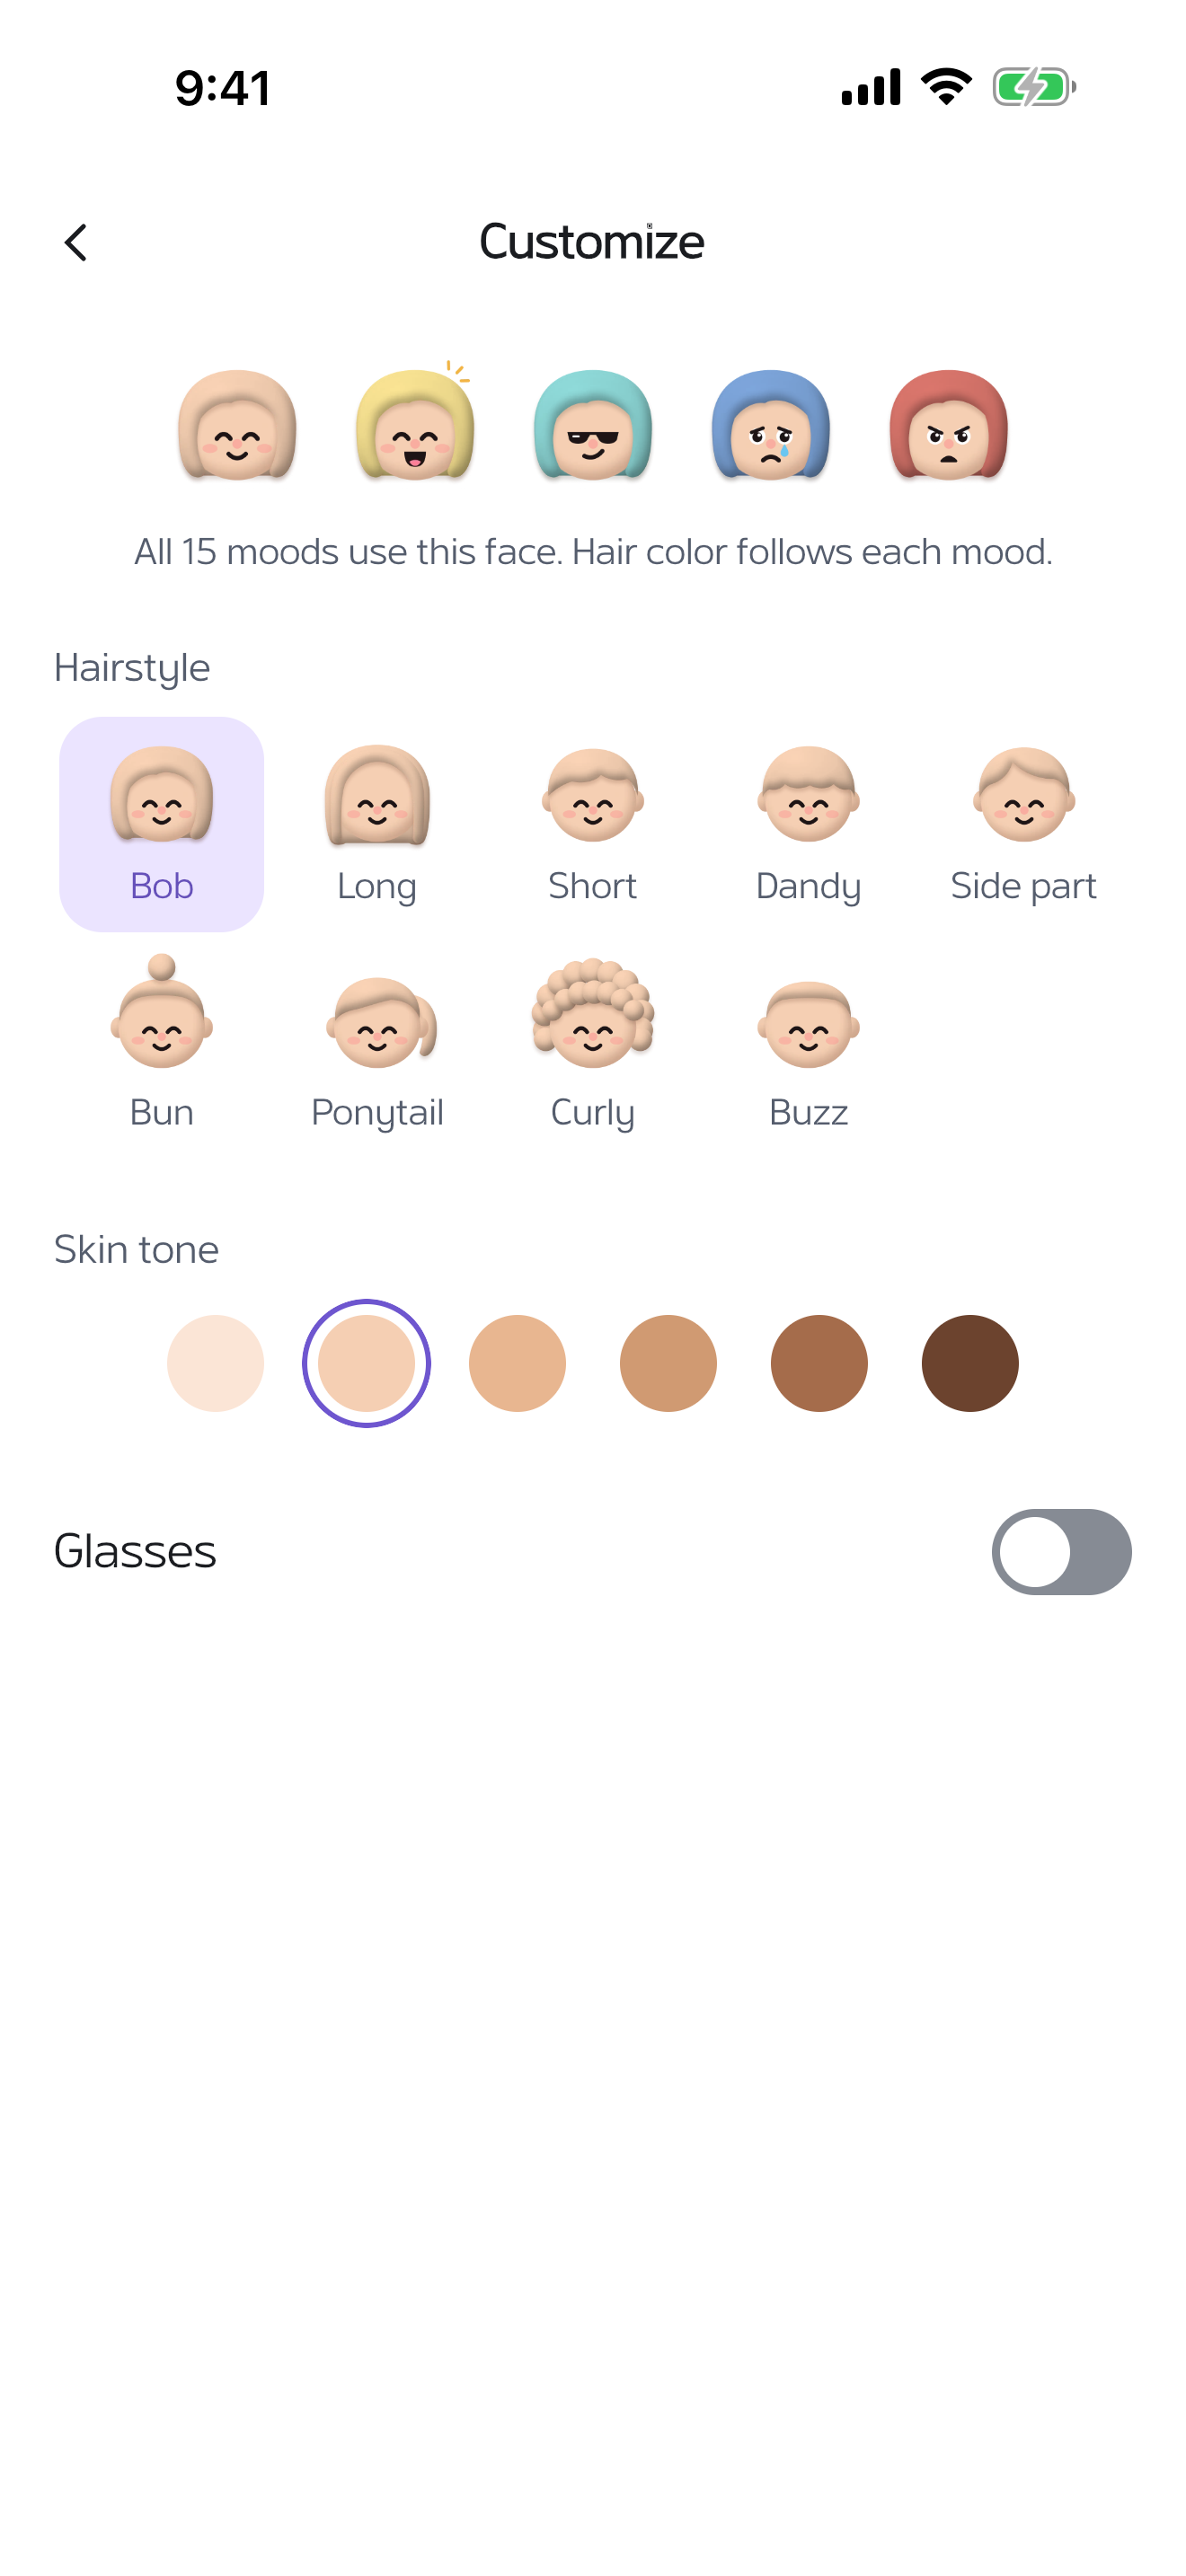 9:41
Customize
All 15 moods use this face. Hair color follows each mood.
Hairstyle
Bob Long Short Dandy Side part
Bun Ponytail Curly Buzz
Skin tone
Glasses